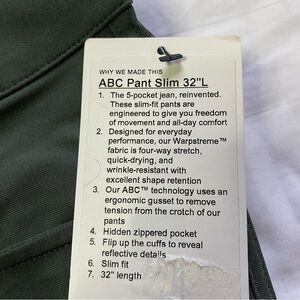 WHY WE MADE THIS
ABC Pant Slim 32"L
1. The 5-pocket jean, reinvented.
These slim-fit pants are
engineered to give you freedom
of movement and all-day comfort
2. Designed for everyday
performance, our Warpstreme™
fabric is four-way stretch,
quick-drying, and
wrinkle-resistant with
excellent shape retention
3. Our ABC™ technology uses an
ergonomic gusset to remove
tension from the crotch of our
pants
4. Hidden zippered pocket
5. Flip up the cuffs to reveal
reflective details
6. Slim fit
7. 32" length